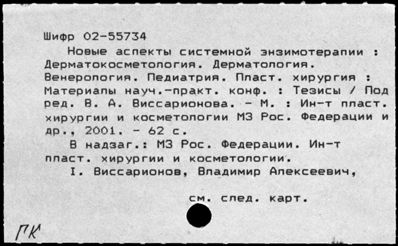 Шифр 02-55734
Новые аспекты системной энзимотерапии :
Дерматокосметология. Дерматология.
Венерология. Педиатрия. Пласт. хирургия :
Материалы науч.-практ. конф. : Тезисы / Под
ред. В. А. Виссарионова. - М. : Ин-т пласт.
хирургии и косметологии МЗ Рос. Федерации и
др., 2001. - 62 с.
В надзаг.: МЗ Рос. Федерации. Ин-т
пласт. хирургии и косметологии.
I. Виссарионов, Владимир Алексеевич,
см. след. карт.
ГК